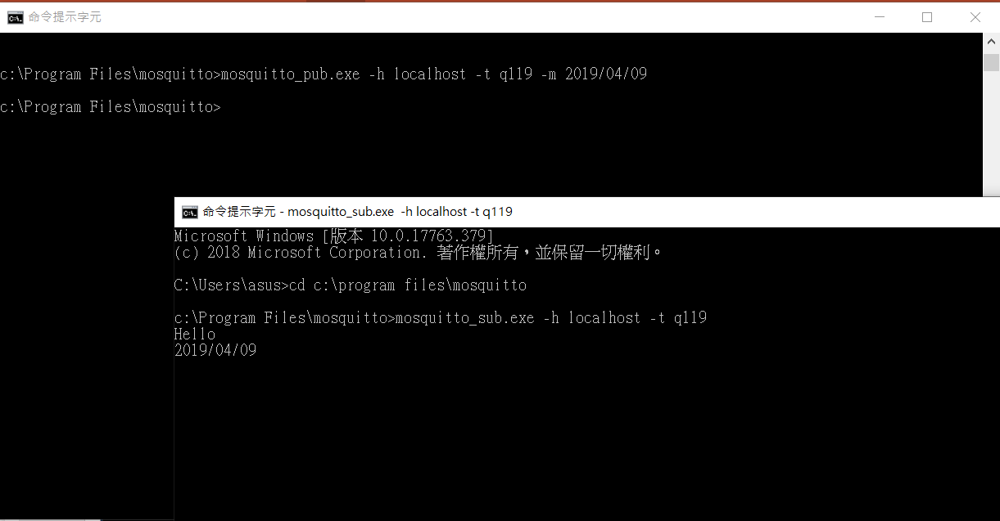 命令提示字元
c:\Program Files\mosquitto>mosquitto_pub.exe -h localhost -t q119 -m 2019/04/09
c:\Program Files\mosquitto>
命令提示字元 - mosquitto_sub.exe  -h localhost -t q119
Microsoft Windows [版本 10.0.17763.379]
(c) 2018 Microsoft Corporation. 著作權所有，並保留一切權利。
C:\Users\asus>cd c:\program files\mosquitto
c:\Program Files\mosquitto>mosquitto_sub.exe -h localhost -t q119
Hello
2019/04/09